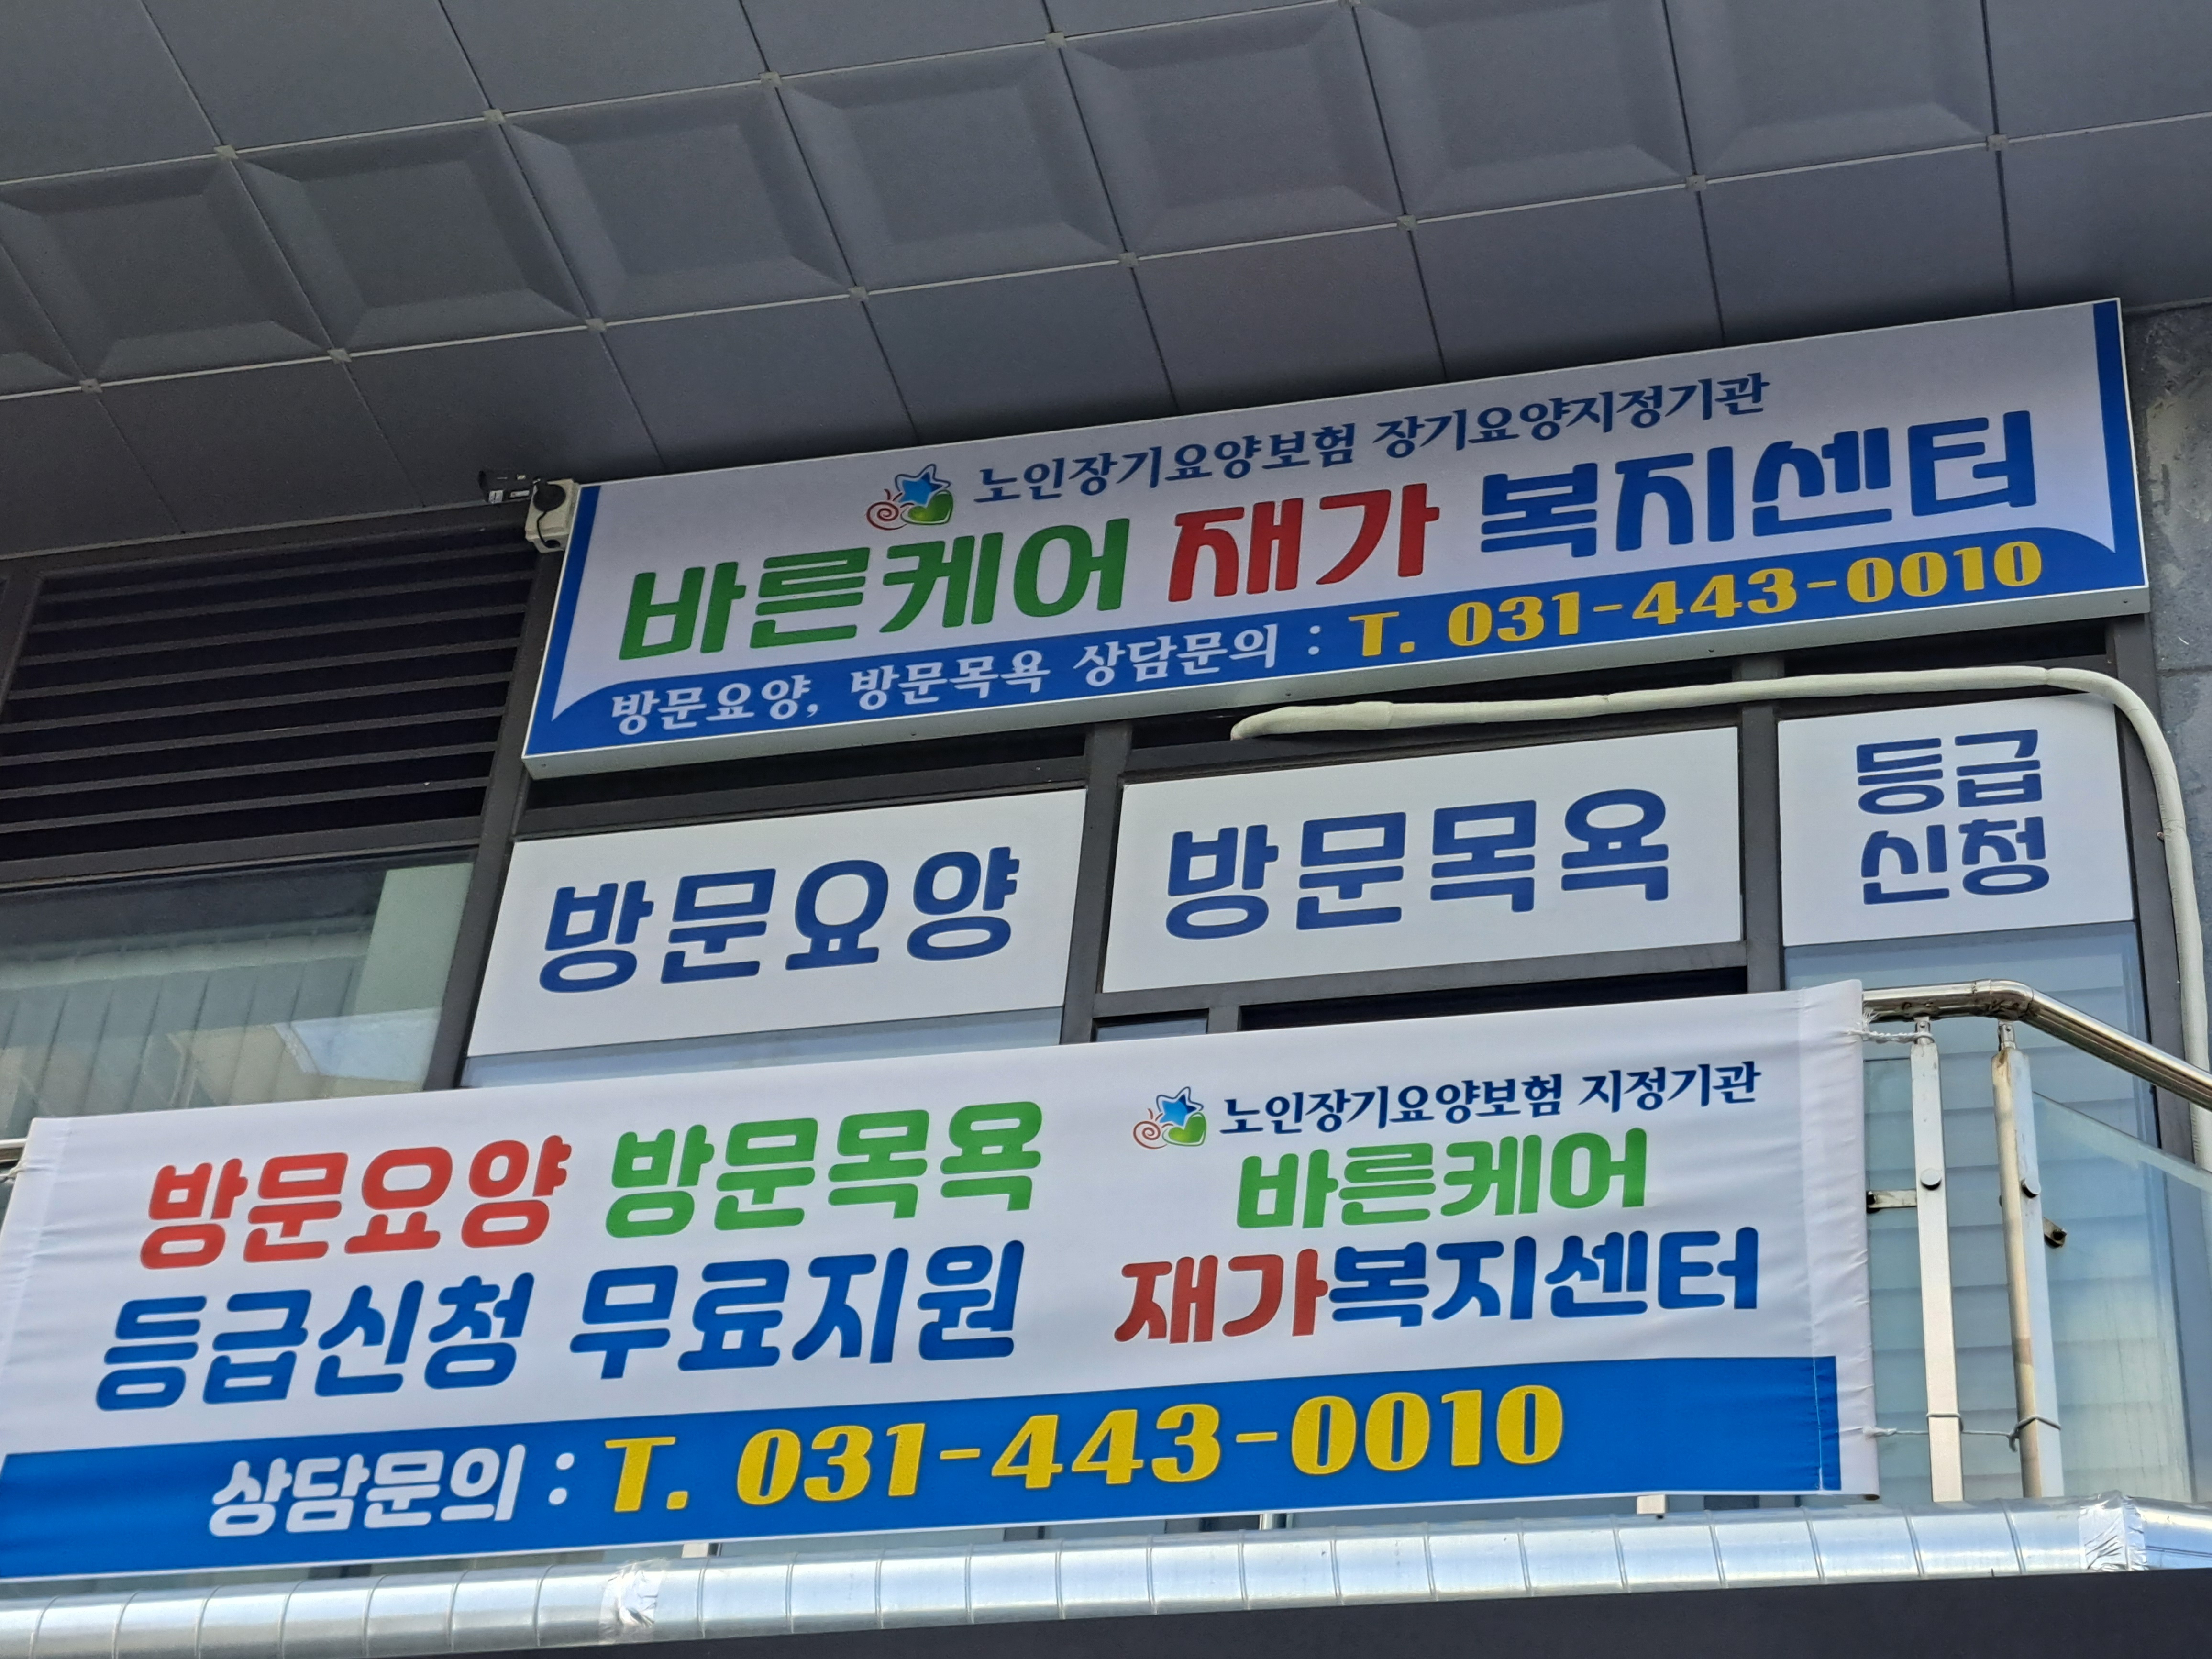 노인장기요양보험 장기요양지정기관
바른케어 재가 복지센터
방문요양, 방문목욕 상담문의 : T. 031-443-0010
방문요양
방문목욕
등급
신청
방문요양 방문목욕
등급신청 무료지원
노인장기요양보험 지정기관
바른케어
재가복지센터
상담문의 : T. 031-443-0010